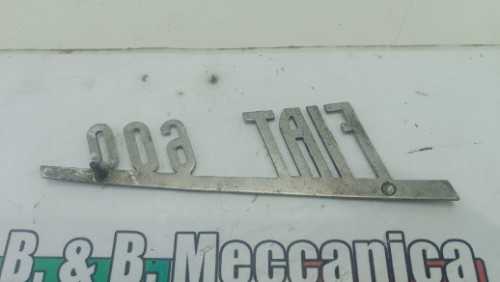 FIAT 600
B. & B. Meccanica